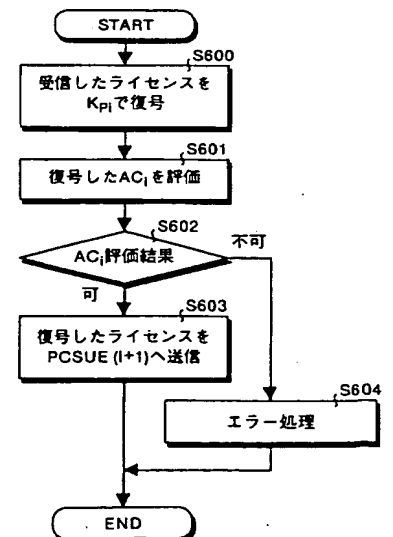 START
S600
受信したライセンスを
KPiで復号
S601
復号したACiを評価
S602
ACi評価結果
不可
可
S603
復号したライセンスを
PCSUE (I+1)へ送信
S604
エラー処理
END